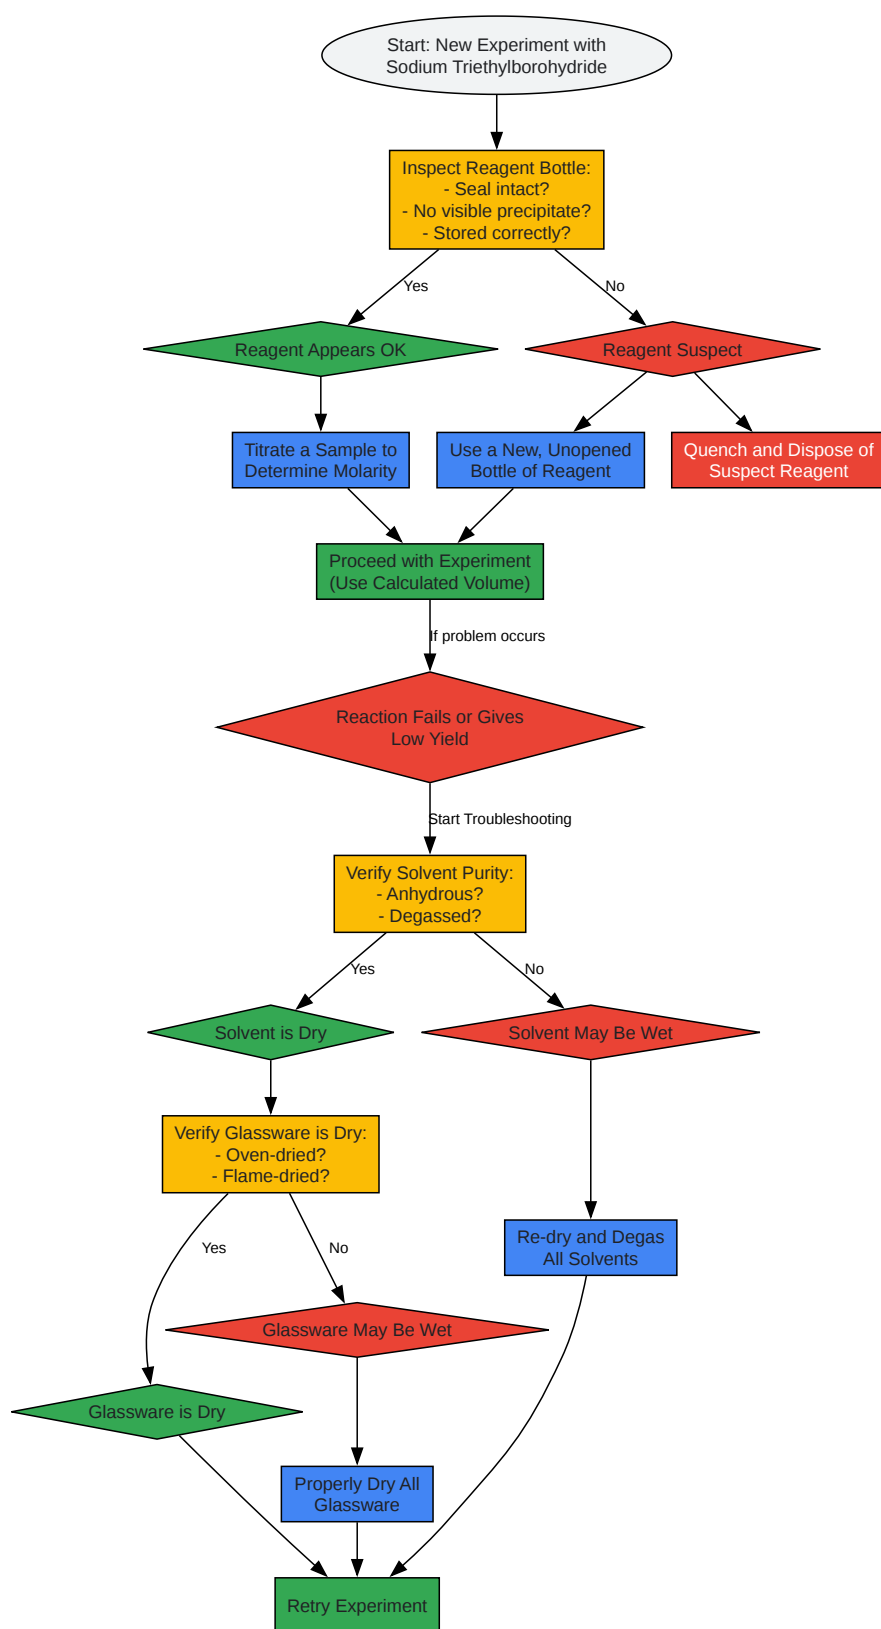 Start: New Experiment with
Sodium Triethylborohydride
Inspect Reagent Bottle:
- Seal intact?
- No visible precipitate?
- Stored correctly?
Yes
No
Reagent Appears OK
Reagent Suspect
Titrate a Sample to
Determine Molarity
Use a New, Unopened
Bottle of Reagent
Quench and Dispose of
Suspect Reagent
Proceed with Experiment
(Use Calculated Volume)
If problem occurs
Reaction Fails or Gives
Low Yield
Start Troubleshooting
Verify Solvent Purity:
- Anhydrous?
- Degassed?
Yes
No
Solvent is Dry
Solvent May Be Wet
Verify Glassware is Dry:
- Oven-dried?
- Flame-dried?
Yes
No
Re-dry and Degas
All Solvents
Glassware May Be Wet
Glassware is Dry
Properly Dry All
Glassware
Retry Experiment